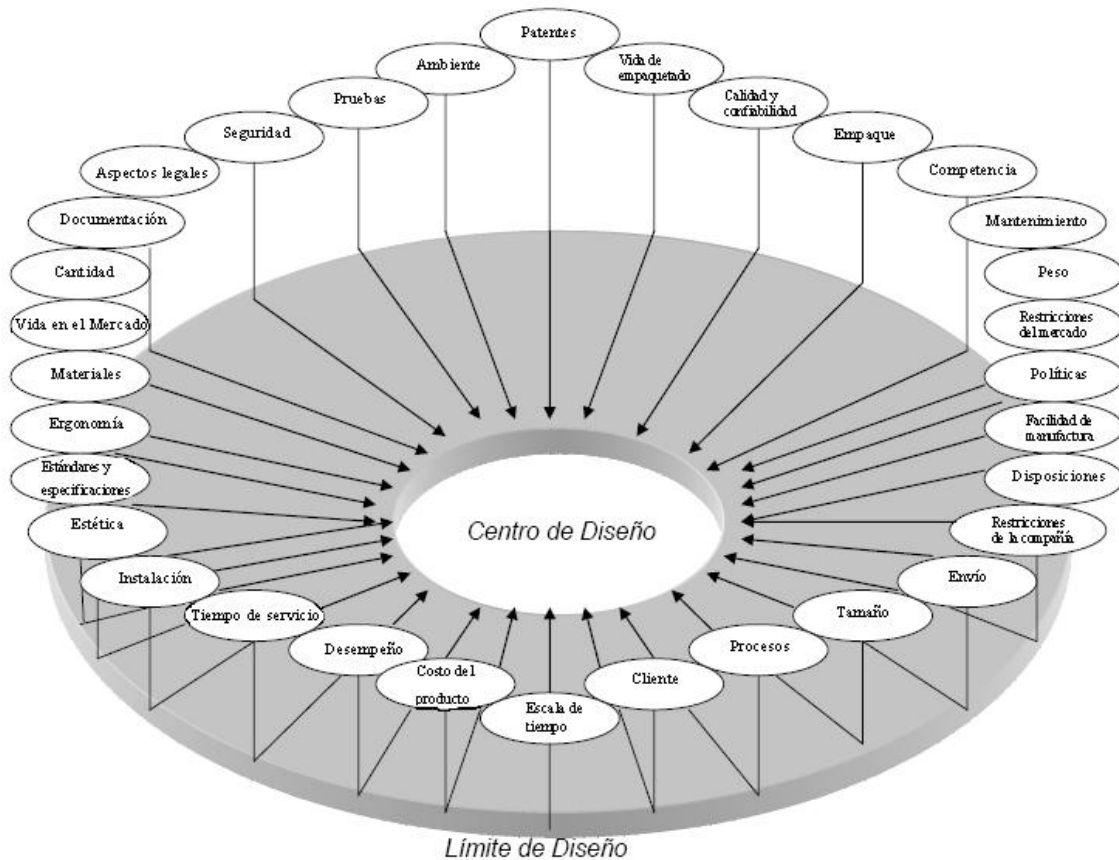 Patentes
Ambiente
Vida de
empaquetado
Pruebas
Calidad y
confiabilidad
Seguridad
Empaque
Aspectos legales
Competencia
Documentación
Mantenimiento
Cantidad
Peso
Vida en el Mercado
Restricciones
del mercado
Materiales
Políticas
Ergonomía
Facilidad de
manufactura
Estándares y
especificaciones
Disposiciones
Estética
Restricciones
de la compañía
Centro de Diseño
Instalación
Envío
Tiempo de servicio
Tamaño
Desempeño
Procesos
Costo del
producto
Cliente
Escala de
tiempo
Límite de Diseño